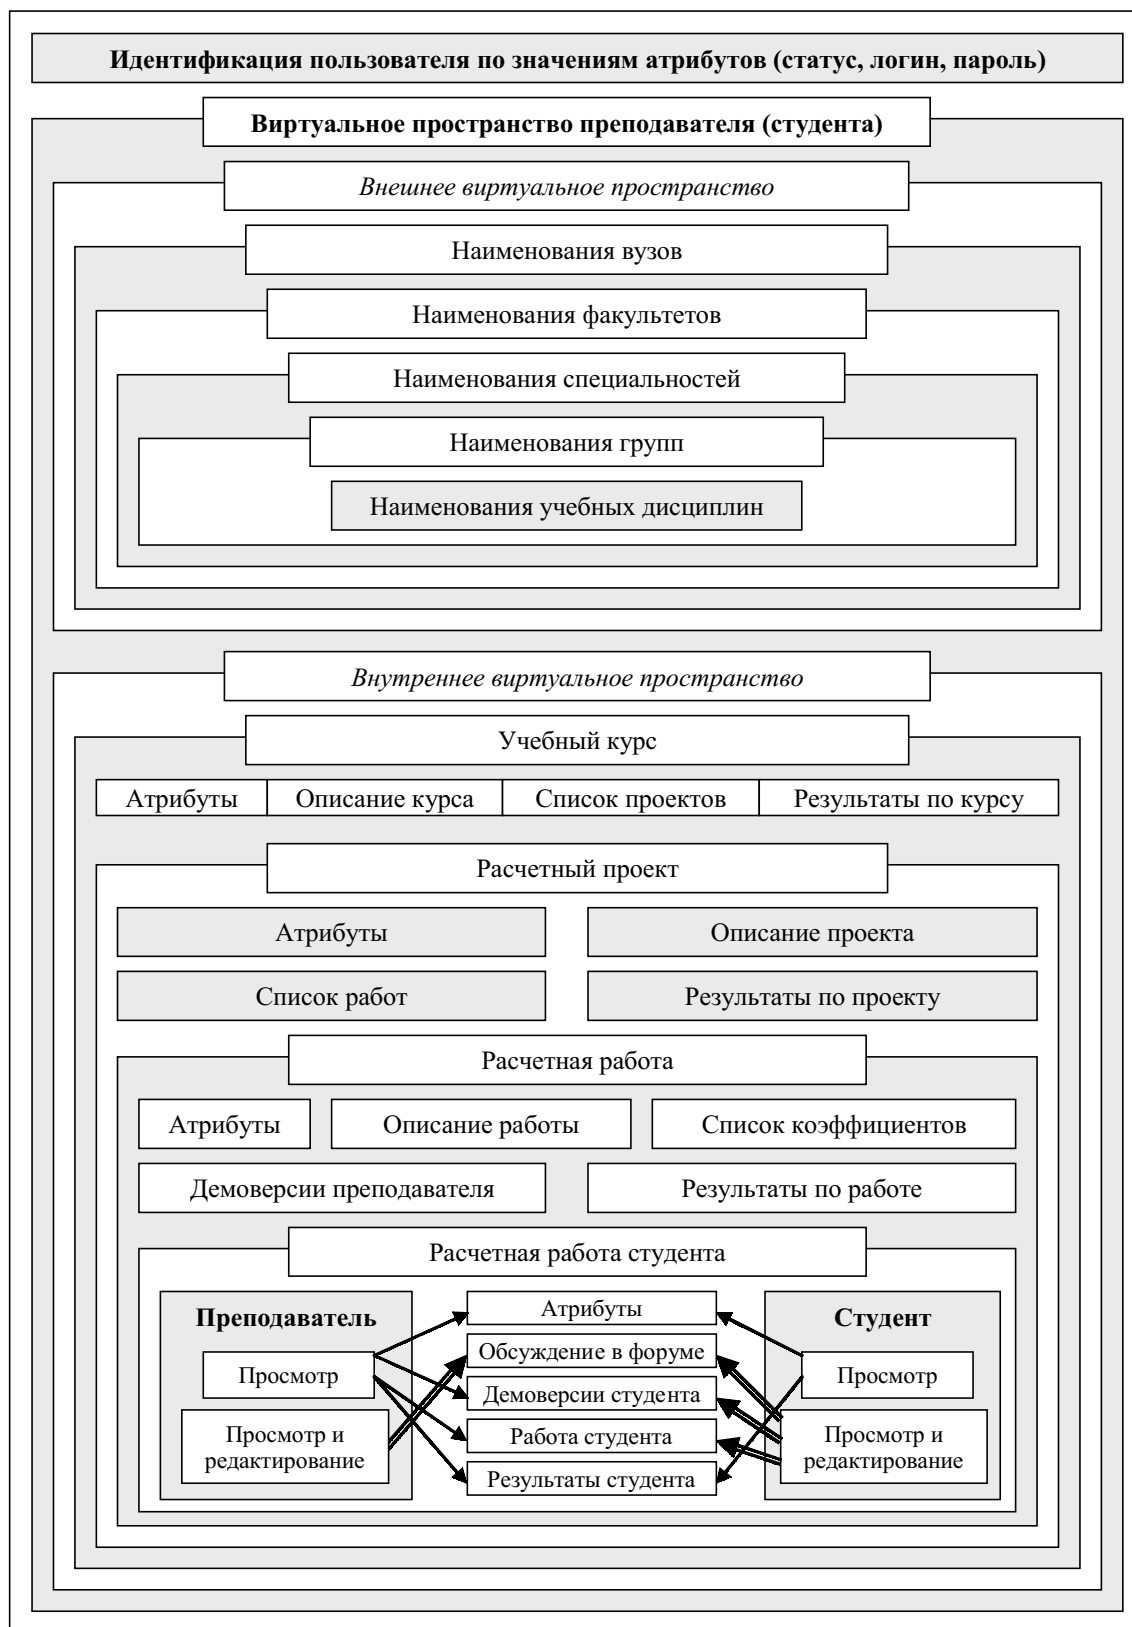 Идентификация пользователя по значениям атрибутов (статус, логин, пароль)
Виртуальное пространство преподавателя (студента)
Внешнее виртуальное пространство
Наименования вузов
Наименования факультетов
Наименования специальностей
Наименования групп
Наименования учебных дисциплин
Внутреннее виртуальное пространство
Учебный курс
Атрибуты
Описание курса
Список проектов
Результаты по курсу
Расчетный проект
Атрибуты
Описание проекта
Список работ
Результаты по проекту
Расчетная работа
Атрибуты
Описание работы
Список коэффициентов
Демоверсии преподавателя
Результаты по работе
Расчетная работа студента
Преподаватель
Просмотр
Просмотр и
редактирование
Атрибуты
Обсуждение в форуме
Демоверсии студента
Работа студента
Результаты студента
Студент
Просмотр
Просмотр и
редактирование